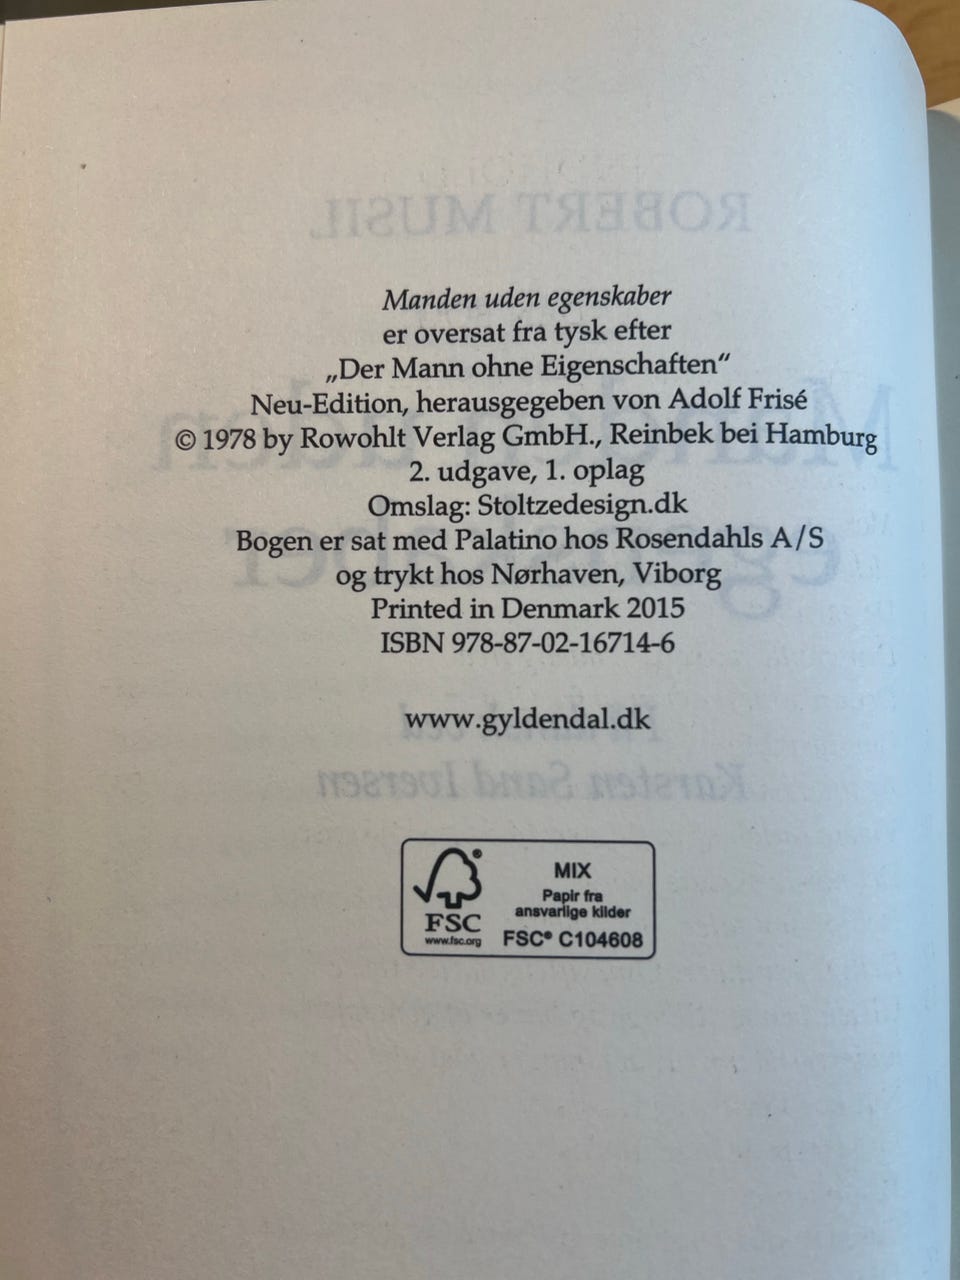 Manden uden egenskaber
er oversat fra tysk efter
„Der Mann ohne Eigenschaften“
Neu-Edition, herausgegeben von Adolf Frisé
© 1978 by Rowohlt Verlag GmbH., Reinbek bei Hamburg
2. udgave, 1. oplag
Omslag: Stoltzedesign.dk
Bogen er sat med Palatino hos Rosendahls A/S
og trykt hos Nørhaven, Viborg
Printed in Denmark 2015
ISBN 978-87-02-16714-6
www.gyldendal.dk
FSC
www.fsc.org
MIX
Papir fra
ansvarlige kilder
FSC® C104608